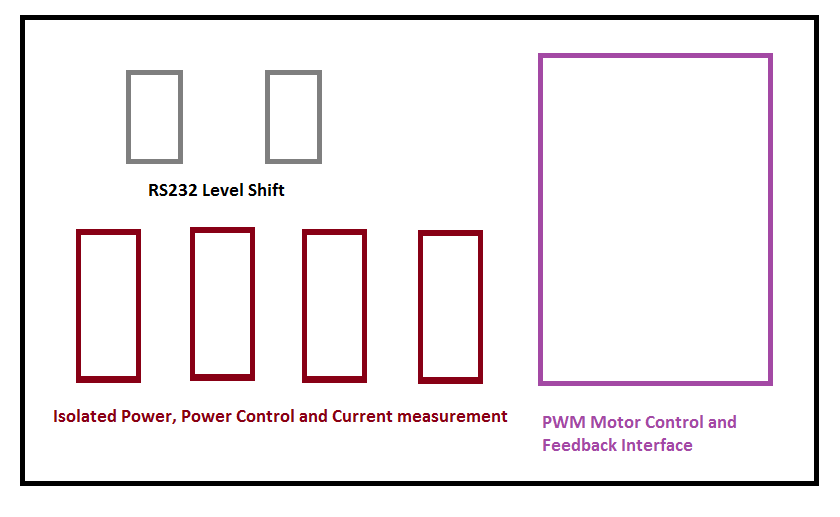 RS232 Level Shift
Isolated Power, Power Control and Current measurement
PWM Motor Control and
Feedback Interface